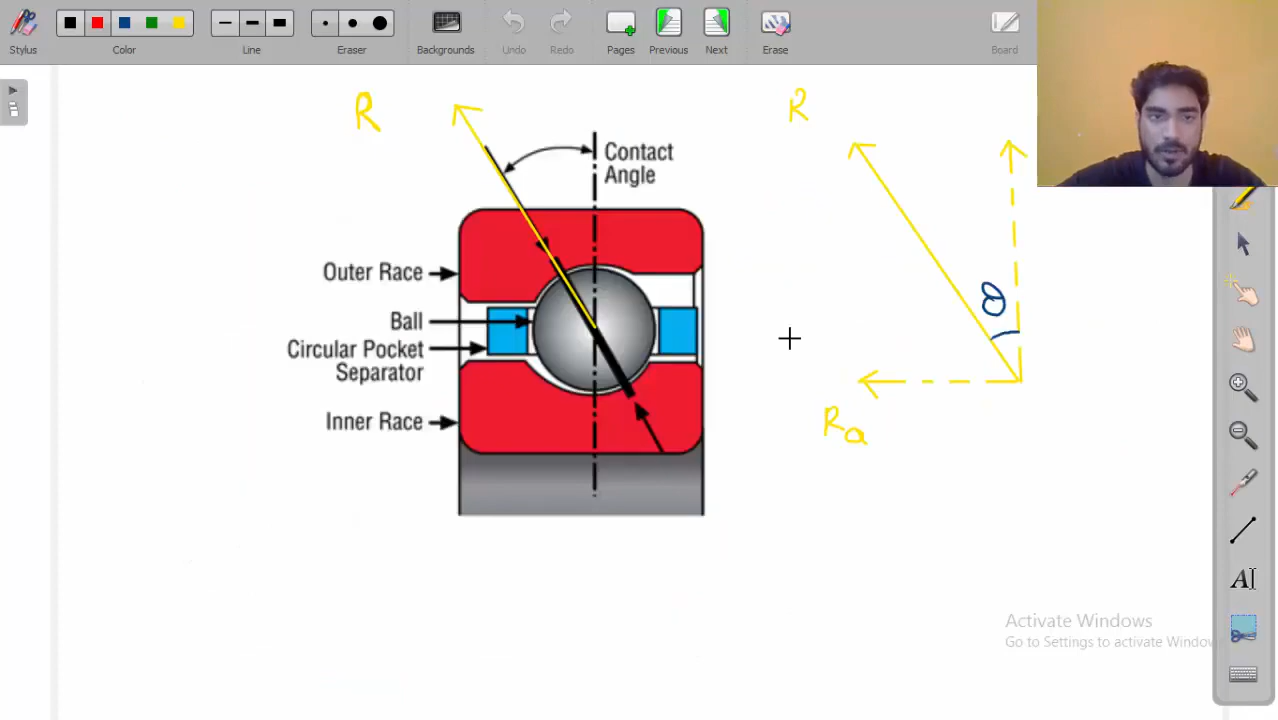 Stylus
Color
Line
Eraser
Backgrounds
Undo
Redo
Pages
Previous
Next
Erase
Board
R
R
Contact
Angle
Outer Race
Ball
Circular Pocket
Separator
Inner Race
θ
Ra
Activate Windows
Go to Settings to activate Windows
A